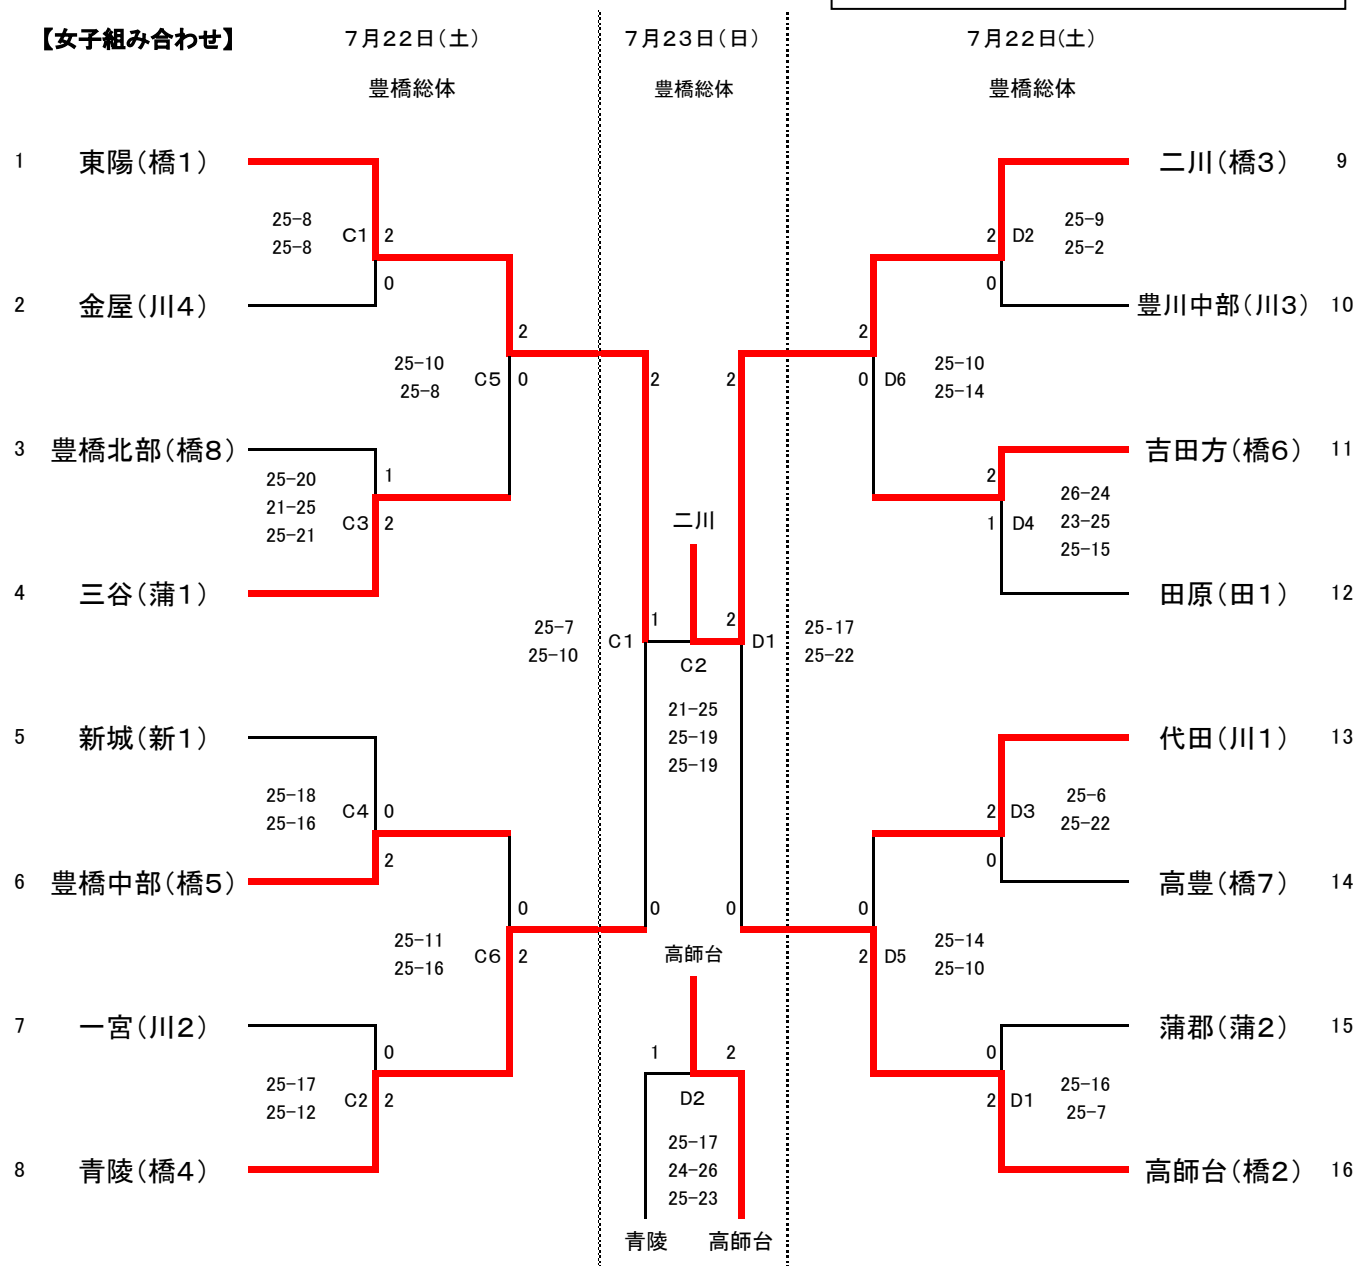 【女子組み合わせ】 7月22日(土) 7月23日(日) 7月22日(土)
豊橋総体 豊橋総体 豊橋総体
1 東陽(橋1) 二川(橋3) 9
25-8 25-9
C1 2 2 D2
25-8 25-2
0 0
2 金屋(川4) 豊川中部(川3) 10
2 2
25-10 25-10
C5 0 2 2 0 D6
25-8 25-14
3 豊橋北部(橋8) 吉田方(橋6) 11
1 2
25-20 26-24
21-25 二川 23-25
C3 2 1 D4
25-21 25-15
4 三谷(蒲1) 田原(田1) 12
1 2
25-7 25-17
C1 D1
25-10 25-22
C2
21-25
25-19
25-19
5 新城(新1) 代田(川1) 13
25-18 25-6
C4 0 2 D3
25-16 25-22
2 0
6 豊橋中部(橋5) 高豊(橋7) 14
0 0 0 0
25-11 25-14
C6 2 高師台 2 D5
25-16 25-10
7 一宮(川2) 蒲郡(蒲2) 15
0 1 2 0
25-17 25-16
C2 2 D2 2 D1
25-12 25-7
25-17
24-26
25-23
8 青陵(橋4) 高師台(橋2) 16
青陵 高師台